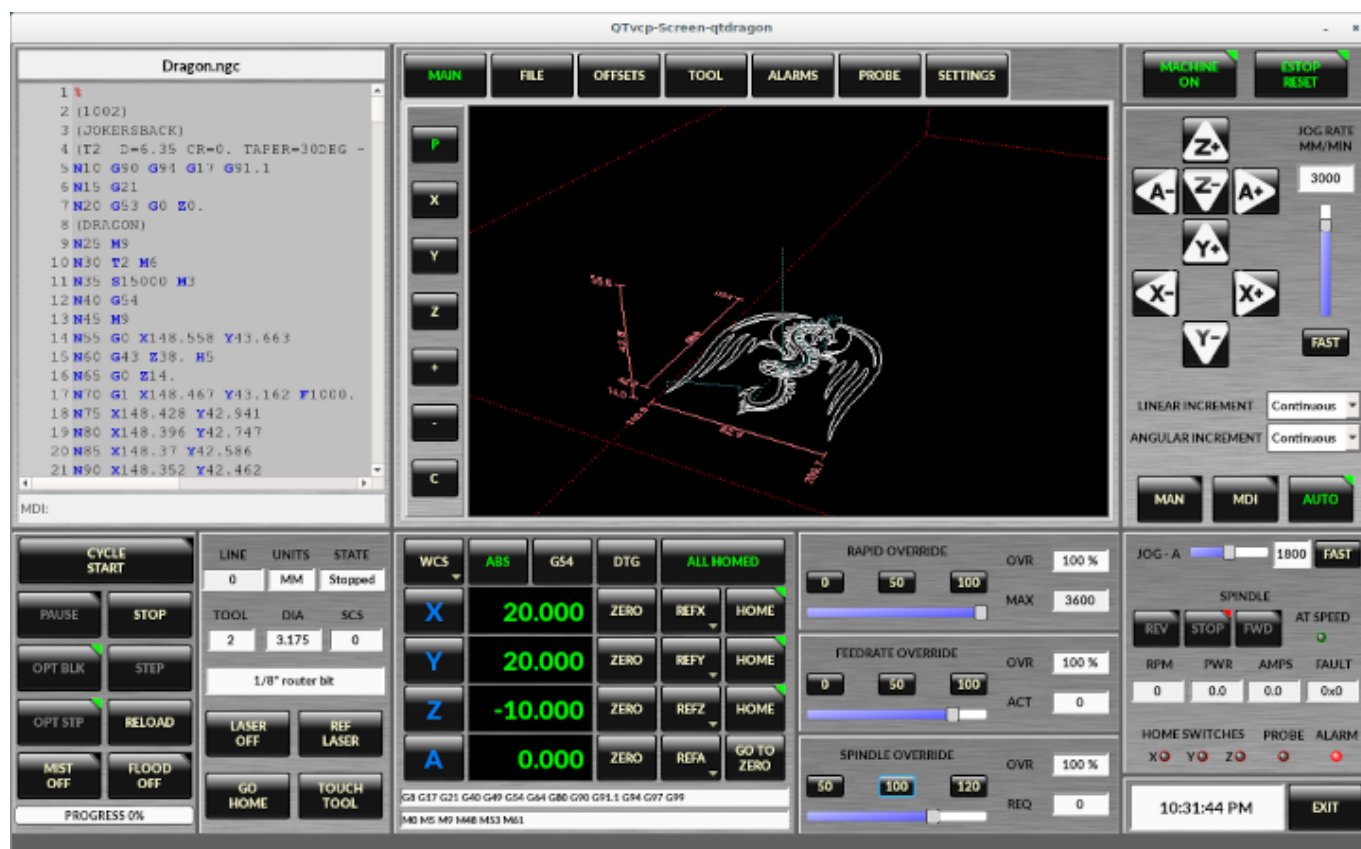 QTvcp-Screen-qtdragon
Dragon.ngc
1 %
2 (1002)
3 (JOKERSBACK)
4 (T2 D=6.35 CR=0. TAPER=30DEG -
5 N10 G90 G94 G17 G91.1
6 N15 G21
7 N20 G53 G0 Z0.
8 (DRAGON)
9 N25 M9
10 N30 T2 M6
11 N35 S15000 M3
12 N40 G54
13 N45 M9
14 N55 G0 X148.558 Y43.663
15 N60 G43 Z38. H5
16 N65 G0 Z14.
17 N70 G1 X148.467 Y43.162 F1000.
18 N75 X148.428 Y42.941
19 N80 X148.396 Y42.747
20 N85 X148.37 Y42.586
21 N90 X148.352 Y42.462
MDI:
MAIN FILE OFFSETS TOOL ALARMS PROBE SETTINGS
P
X
Y
Z
+
-
C
MACHINE ON
ESTOP RESET
Z+
JOG RATE
MM/MIN
3000
A- Z- A+
Y+
X- X+
Y-
FAST
LINEAR INCREMENT Continuous
ANGULAR INCREMENT Continuous
MAN MDI AUTO
CYCLE START
PAUSE STOP
OPT BLK STEP
OPT STP RELOAD
MIST OFF
FLOOD OFF
PROGRESS 0%
LINE UNITS STATE
0 MM Stopped
TOOL DIA SCS
2 3.175 0
1/8" router bit
LASER OFF
REF LASER
GO HOME
TOUCH TOOL
WCS ABS G54 DTG ALL HOMED
X 20.000 ZERO REFX HOME
Y 20.000 ZERO REFY HOME
Z -10.000 ZERO REFZ HOME
A 0.000 ZERO REFA GO TO ZERO
G8 G17 G21 G40 G49 G54 G64 G80 G90 G91.1 G94 G97 G99
M0 M5 M9 M48 M53 M61
RAPID OVERRIDE
OVR 100 %
0 50 100
MAX 3600
FEEDRATE OVERRIDE
OVR 100 %
0 50 100
ACT 0
SPINDLE OVERRIDE
OVR 100 %
50 100 120
REQ 0
JOG - A 1800 FAST
SPINDLE
REV STOP FWD
AT SPEED
RPM PWR AMPS FAULT
0 0.0 0.0 0x0
HOME SWITCHES PROBE ALARM
X Y Z
10:31:44 PM EXIT